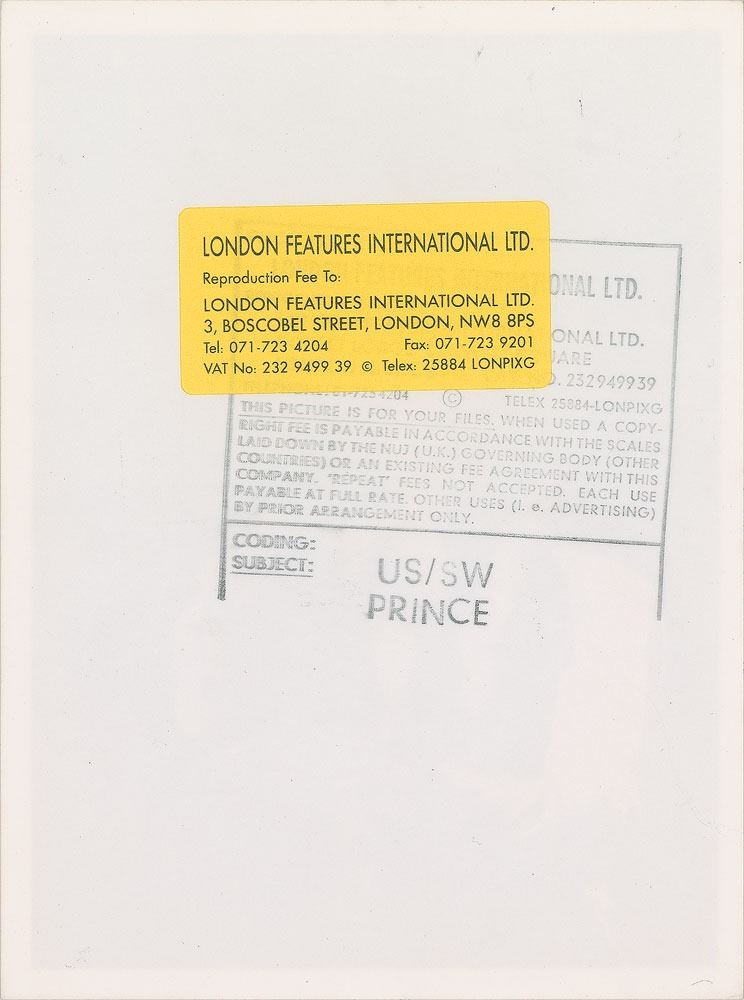 LONDON FEATURES INTERNATIONAL LTD.
Reproduction Fee To:
LONDON FEATURES INTERNATIONAL LTD.
3, BOSCOBEL STREET, LONDON, NW8 8PS
Tel: 071-723 4204 Fax: 071-723 9201
VAT No: 232 9499 39 © Telex: 25884 LONPIXG
ONAL LTD.
ONAL LTD.
UARE
O. 232949939
-7234204 © TELEX 25884-LONPIXG
THIS PICTURE IS FOR YOUR FILES. WHEN USED A COPY-
RIGHT FEE IS PAYABLE IN ACCORDANCE WITH THE SCALES
LAID DOWN BY THE NUJ (U.K.) GOVERNING BODY (OTHER
COUNTRIES) OR AN EXISTING FEE AGREEMENT WITH THIS
COMPANY. "REPEAT" FEES NOT ACCEPTED. EACH USE
PAYABLE AT FULL RATE. OTHER USES (I. e. ADVERTISING)
BY PRIOR ARRANGEMENT ONLY.
CODING:
SUBJECT:
US/SW
PRINCE